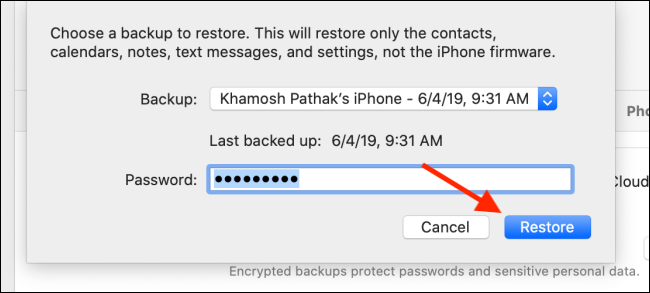 Choose a backup to restore. This will restore only the contacts,
calendars, notes, text messages, and settings, not the iPhone firmware.
Backup: Khamosh Pathak's iPhone - 6/4/19, 9:31 AM
Last backed up: 6/4/19, 9:31 AM
Pho
Password: ●●●●●●●●●
Cloud
Cancel Restore
Encrypted backups protect passwords and sensitive personal data.